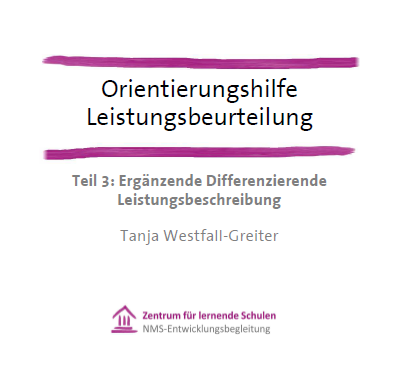 Orientierungshilfe
Leistungsbeurteilung
Teil 3: Ergänzende Differenzierende
Leistungsbeschreibung
Tanja Westfall-Greiter
Zentrum für lernende Schulen
NMS-Entwicklungsbegleitung